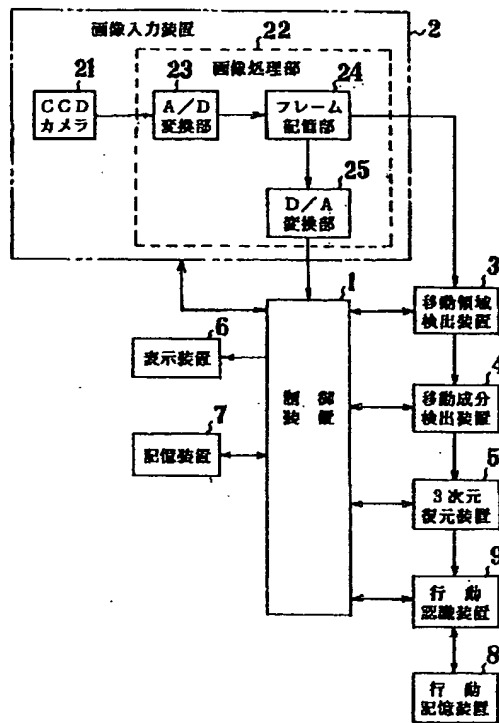 2
画像入力装置
22
画像処理部
21
CCD
カメラ
23
A/D
変換部
24
フレーム
記憶部
25
D/A
変換部
1
制御
装置
3
移動領域
検出装置
6
表示装置
4
移動成分
検出装置
7
記憶装置
5
3次元
復元装置
9
行動
認識装置
8
行動
記憶装置